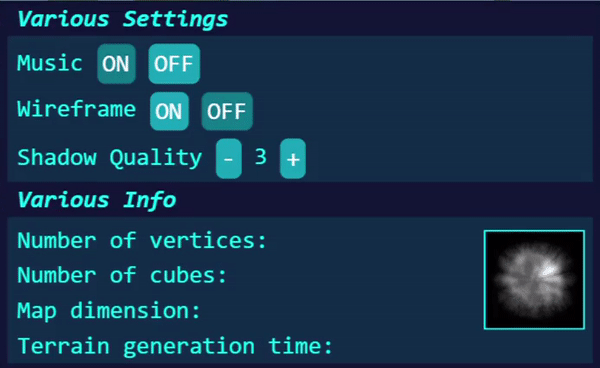 Various Settings
Music ON OFF
Wireframe ON OFF
Shadow Quality - 3 +
Various Info
Number of vertices:
Number of cubes:
Map dimension:
Terrain generation time: